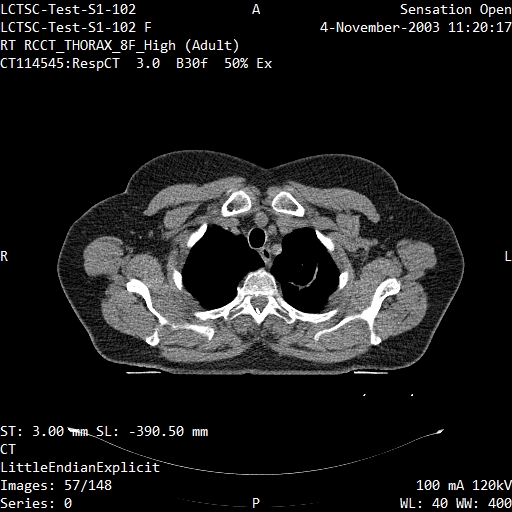 LCTSC-Test-S1-102
A
Sensation Open
LCTSC-Test-S1-102 F
4-November-2003 11:20:17
RT RCCT_THORAX_8F_High (Adult)
CT114545:RespCT 3.0 B30f 50% Ex
R
L
ST: 3.00 mm SL: -390.50 mm
CT
LittleEndianExplicit
Images: 57/148
100 mA 120kV
Series: 0
P
WL: 40 WW: 400